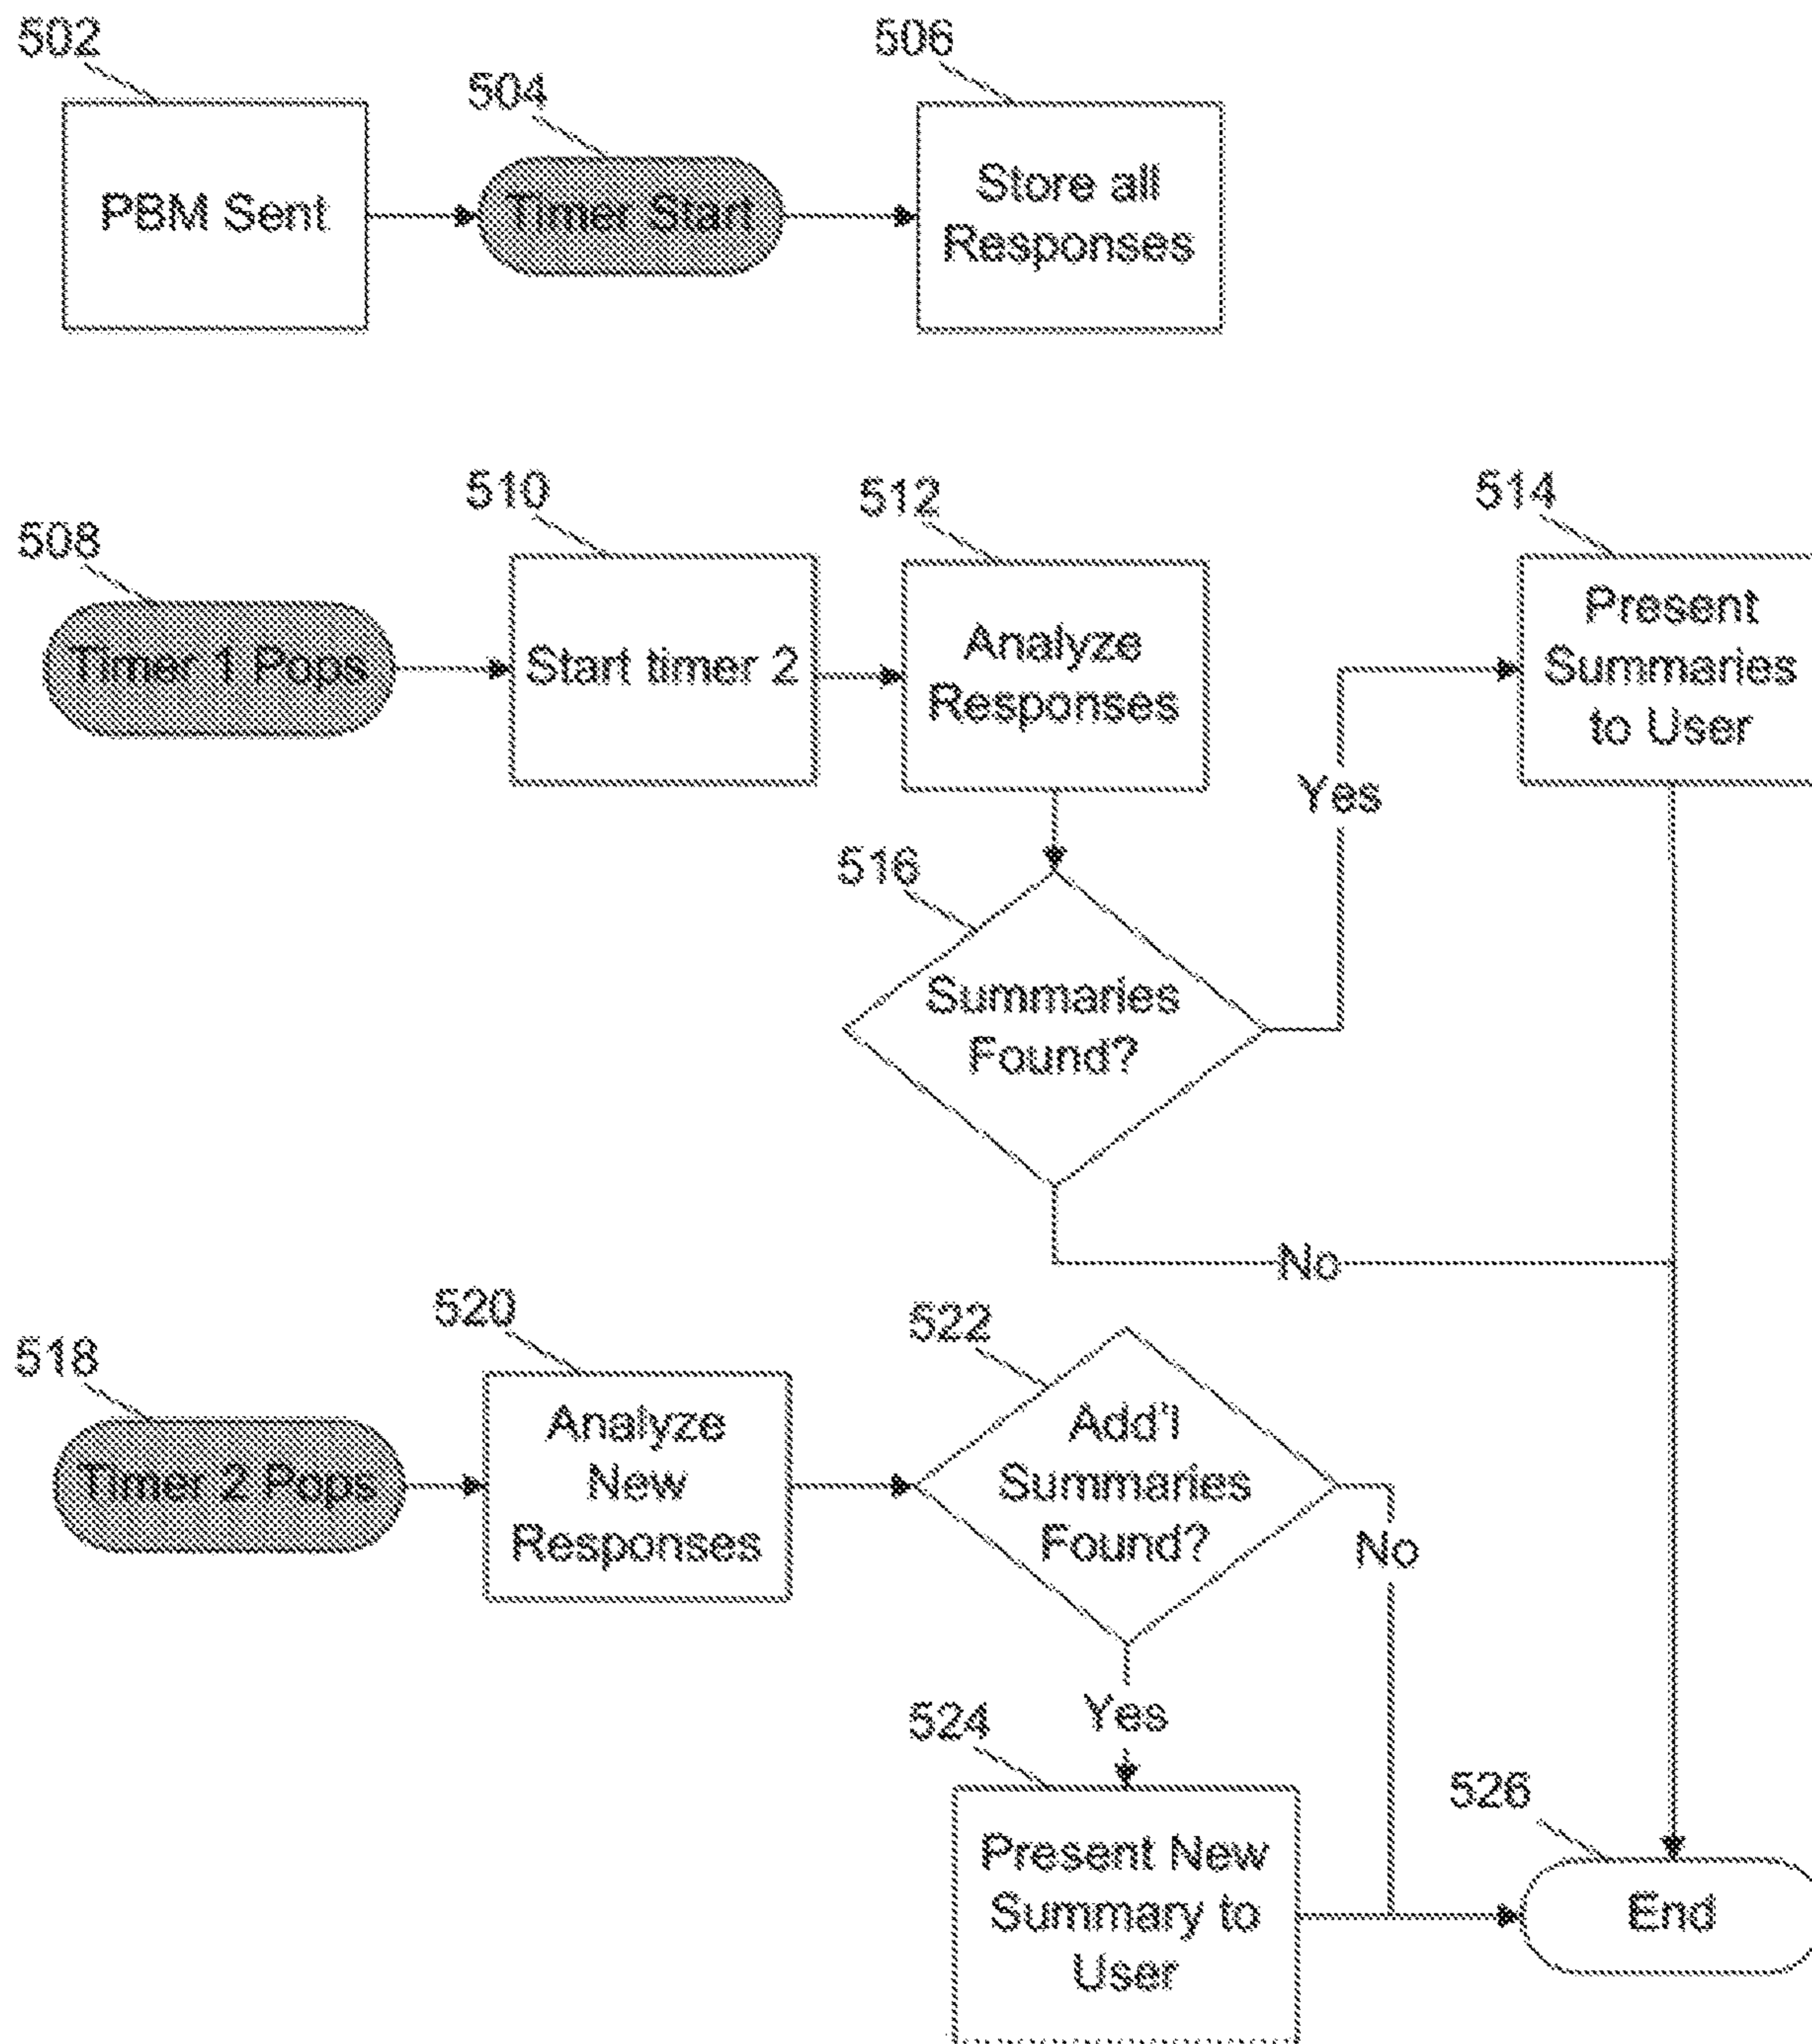 502
504
506
PBM Sent
Timer Start
Store all
Responses
508
510
512
514
Timer 1 Pops
Start timer 2
Analyze
Responses
Present
Summaries
to User
Yes
516
Summaries
Found?
No
518
520
522
Timer 2 Pops
Analyze
New
Responses
Add'l
Summaries
Found?
No
Yes
524
526
Present New
Summary to
User
End